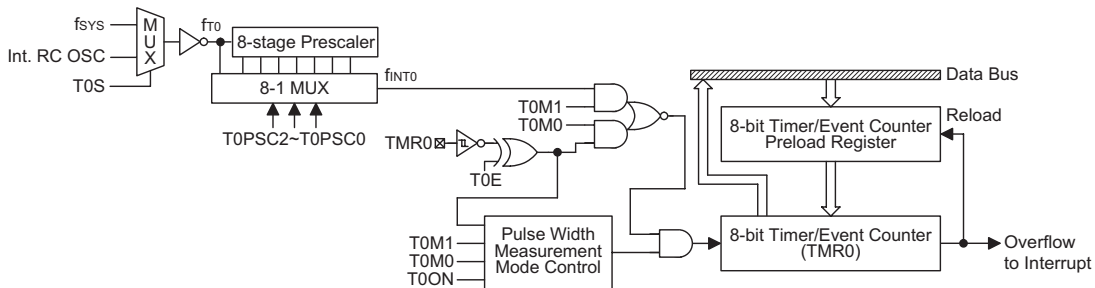 fSYS
MUX
Int. RC OSC
T0S
fT0
8-stage Prescaler
8-1 MUX
T0PSC2~T0PSC0
fINT0
T0M1
T0M0
TMR0
T0E
T0M1
T0M0
T0ON
Pulse Width
Measurement
Mode Control
Data Bus
8-bit Timer/Event Counter
Preload Register
Reload
8-bit Timer/Event Counter
(TMR0)
Overflow
to Interrupt